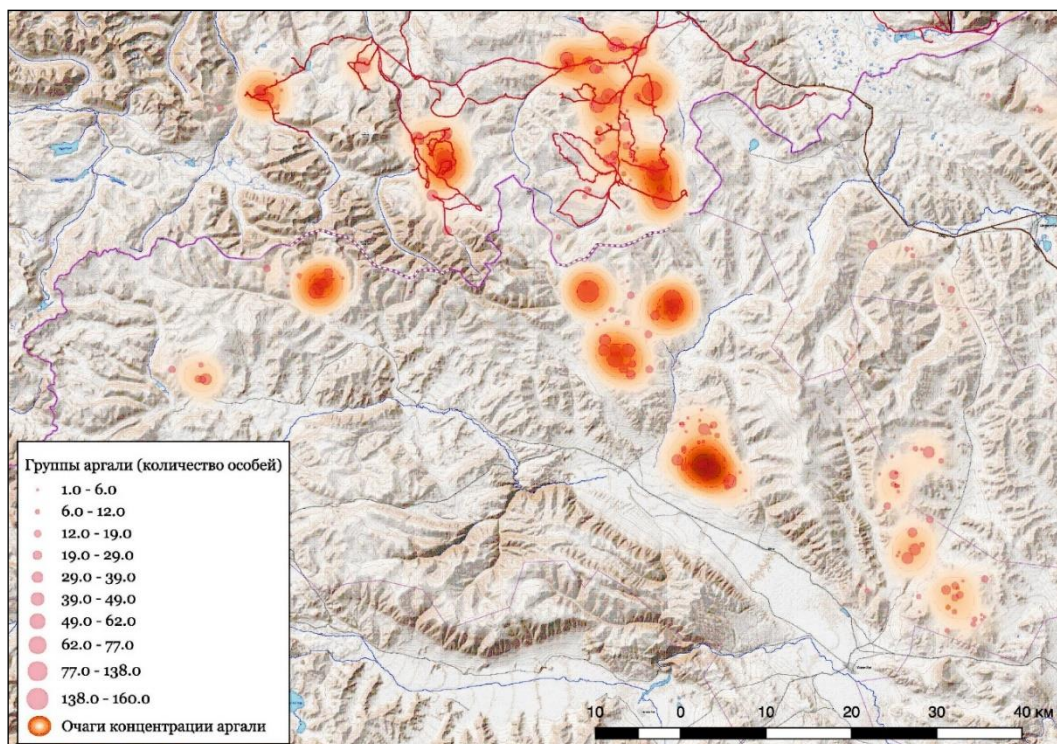 Группы аргали (количество особей)
1.0 - 6.0
6.0 - 12.0
12.0 - 19.0
19.0 - 29.0
29.0 - 39.0
39.0 - 49.0
49.0 - 62.0
62.0 - 77.0
77.0 - 138.0
138.0 - 160.0
Очаги концентрации аргали
10 0 10 20 30 40 км